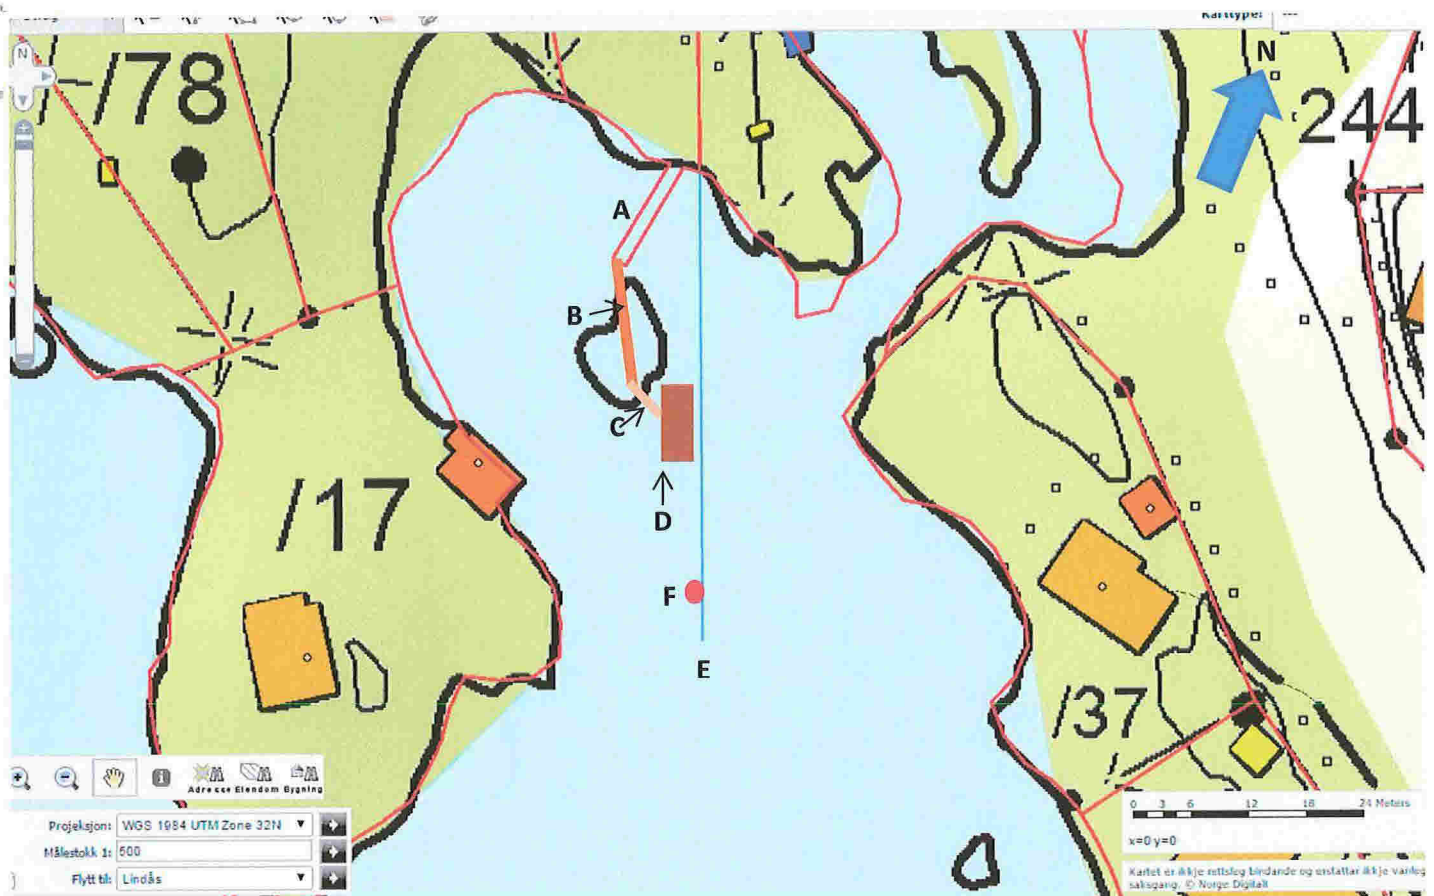 Karttype:
N
N
/78
244
A
B
C
D
/17
F
E
/37
Adresse Eiendom Bygning
Projeksjon: WGS 1984 UTM Zone 32N
Målestokk 1: 500
Flytt til: Lindås
0 3 6 12 18 24 Meters
x=0 y=0
Kartet er ikkje rettsleg bindande og erstattar ikkje vanleg
saksgang. © Norge Digitalt